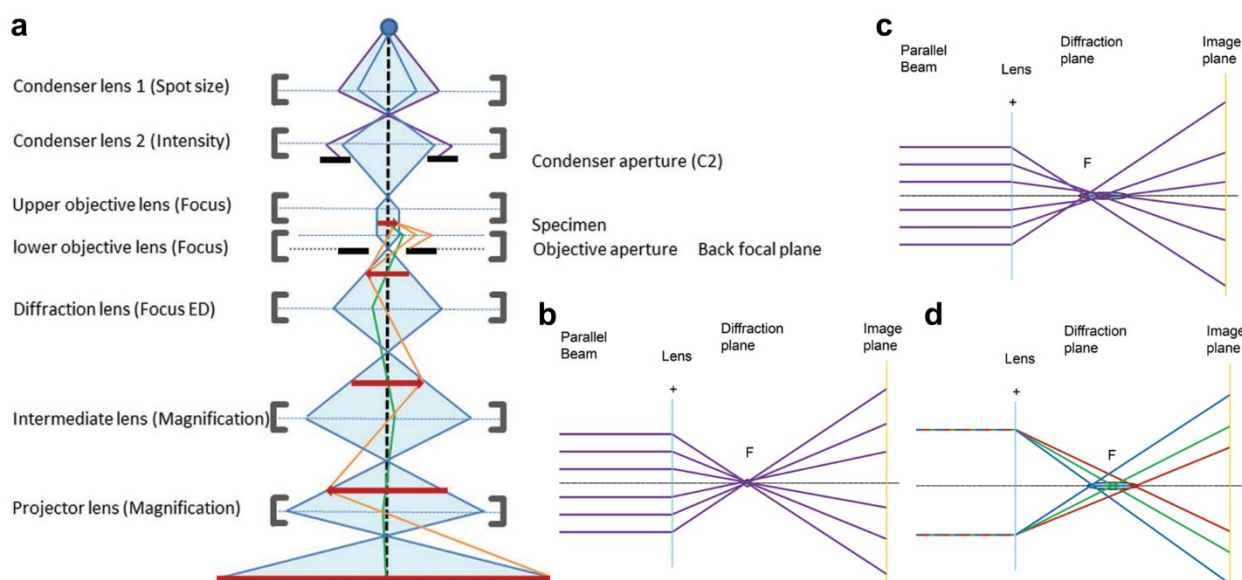 a
Condenser lens 1 (Spot size)
Condenser lens 2 (Intensity)
Condenser aperture (C2)
Upper objective lens (Focus)
Specimen
lower objective lens (Focus)
Objective aperture Back focal plane
Diffraction lens (Focus ED)
Intermediate lens (Magnification)
Projector lens (Magnification)
b
Parallel
Beam
Lens
+
Diffraction
plane
F
Image
plane
c
Parallel
Beam
Lens
+
Diffraction
plane
F
Image
plane
d
Lens
+
Diffraction
plane
F
Image
plane